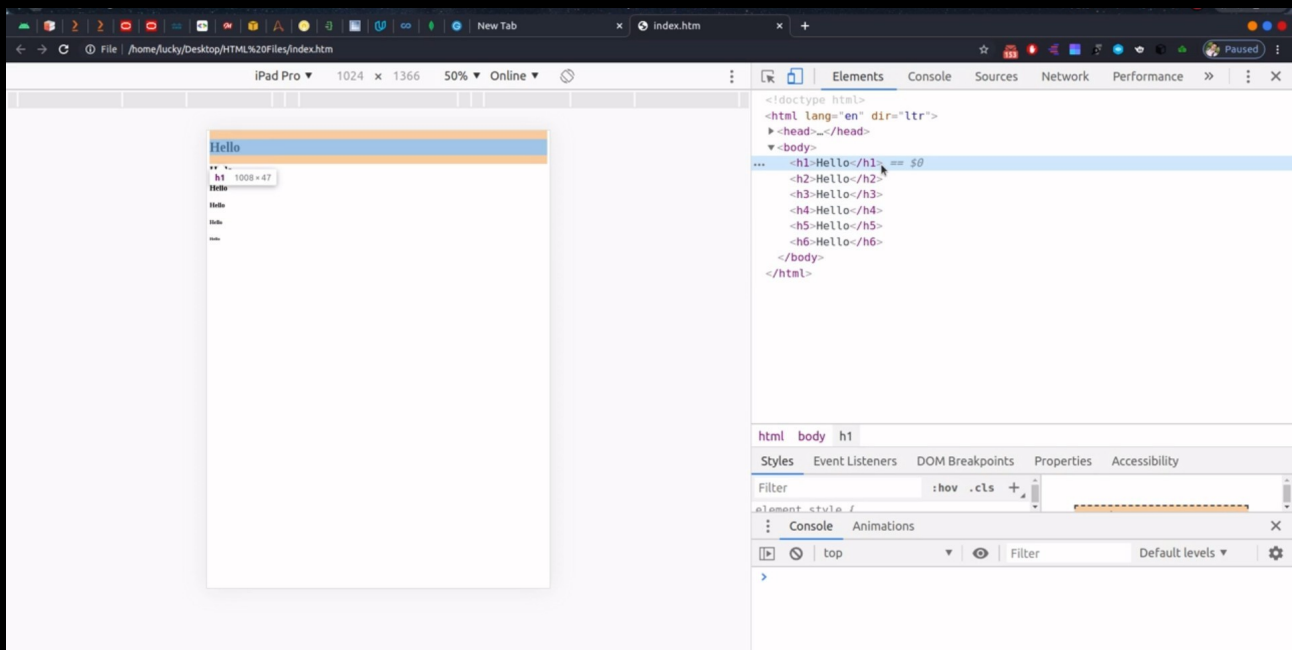 New Tab
index.htm
File | /home/lucky/Desktop/HTML%20Files/index.htm
153
Paused
iPad Pro ▼ 1024 × 1366 50% ▼ Online ▼
Elements Console Sources Network Performance »
Hello
h1 1008×47
Hello
Hello
Hello
Hello
<!doctype html>
<html lang="en" dir="ltr">
▶<head>…</head>
▼<body>
… <h1>Hello</h1> == $0
<h2>Hello</h2>
<h3>Hello</h3>
<h4>Hello</h4>
<h5>Hello</h5>
<h6>Hello</h6>
</body>
</html>
html body h1
Styles Event Listeners DOM Breakpoints Properties Accessibility
Filter :hov .cls +
element.style {
Console Animations
top ▼ Filter Default levels ▼